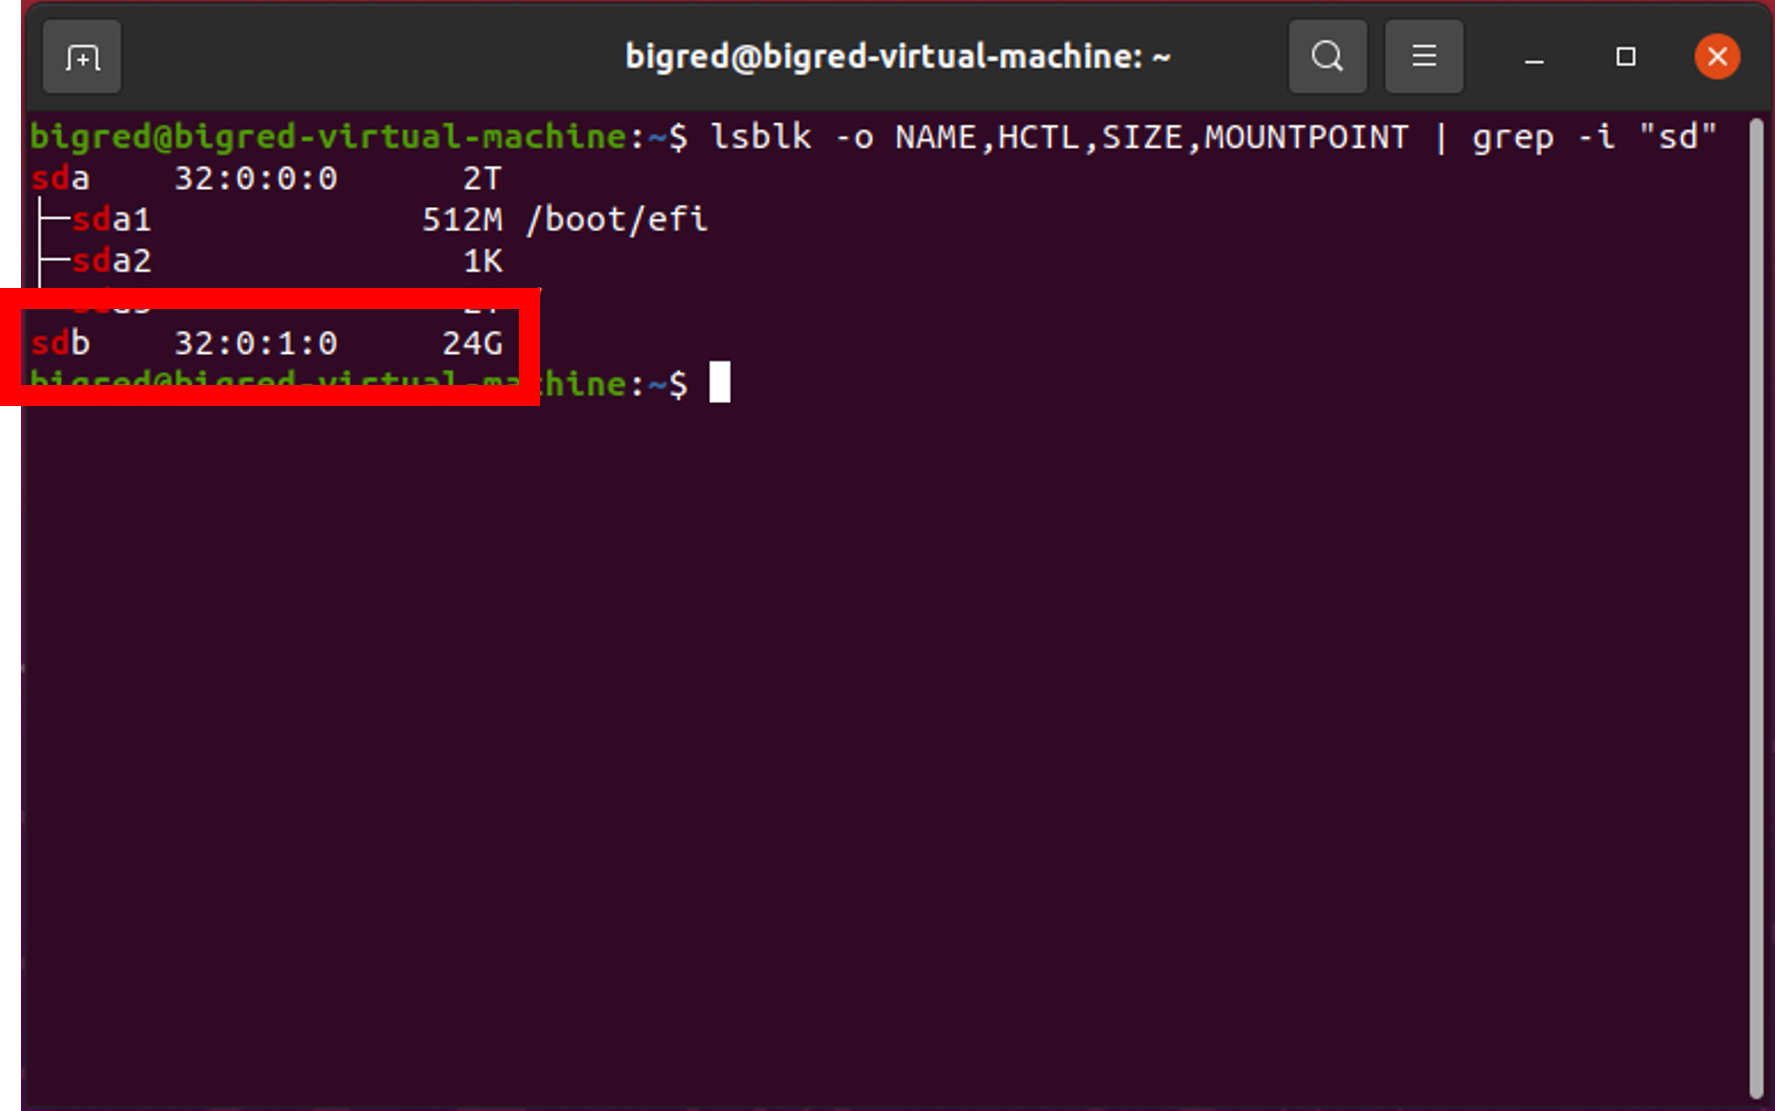 bigred@bigred-virtual-machine: ~
bigred@bigred-virtual-machine:~$ lsblk -o NAME,HCTL,SIZE,MOUNTPOINT | grep -i "sd"
sda    32:0:0:0      2T
├─sda1             512M /boot/efi
├─sda2               1K
sdb    32:0:1:0     24G
bigred@bigred-virtual-machine:~$